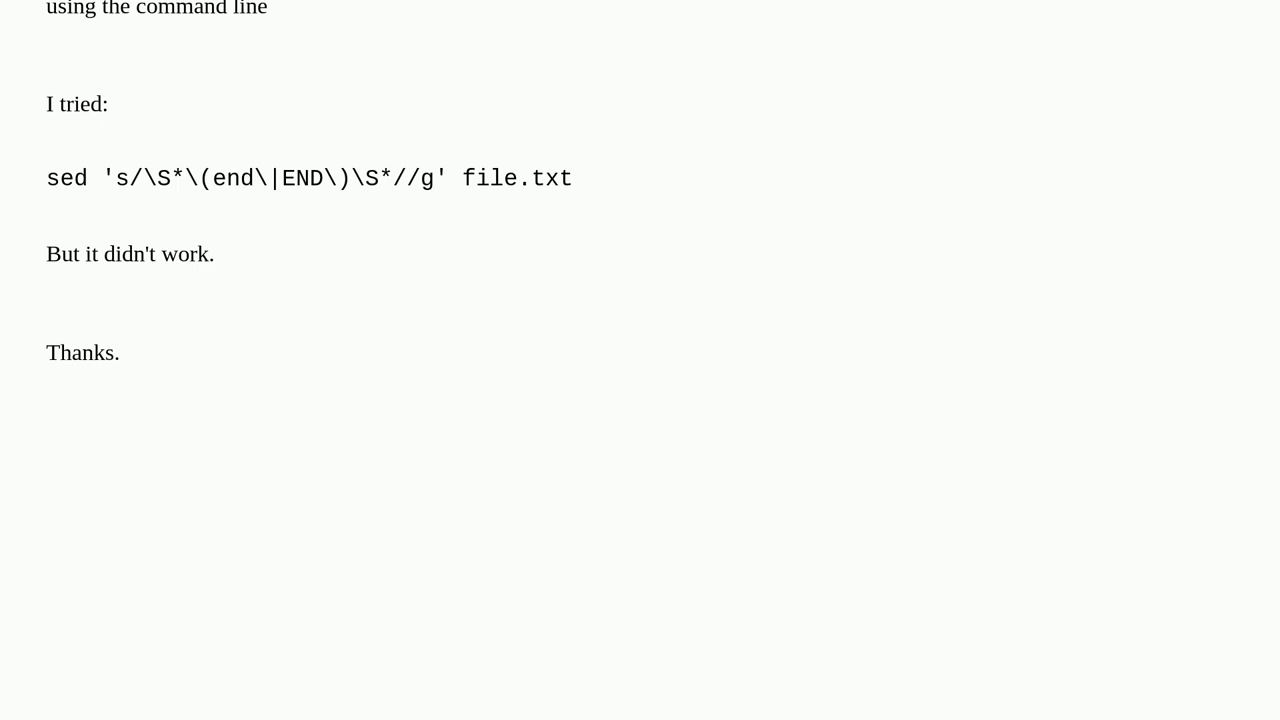 using the command line
I tried:
sed 's/\S*\(end\|END\)\S*//g' file.txt
But it didn't work.
Thanks.